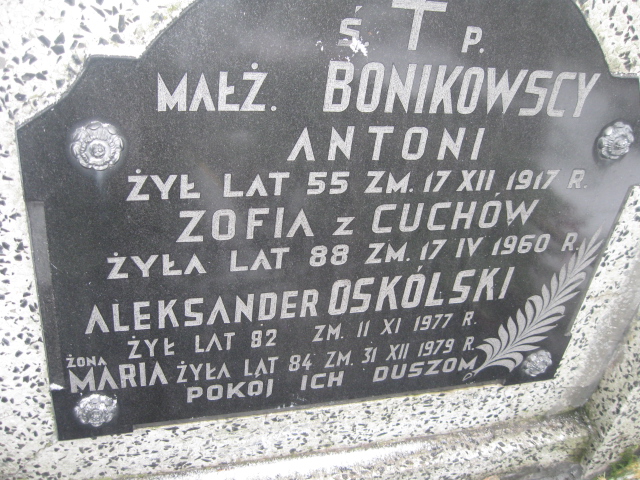 Ś P.
MAŁŻ. BONIKOWSCY
ANTONI
ŻYŁ LAT 55 ZM. 17 XII 1917 R.
ZOFIA z CUCHÓW
ŻYŁA LAT 88 ZM. 17 IV 1960 R.
ALEKSANDER OSKÓLSKI
ŻYŁ LAT 82 ZM. 11 XI 1977 R.
ŻONA MARIA ŻYŁA LAT 84 ZM. 31 XII 1979 R.
POKÓJ ICH DUSZOM